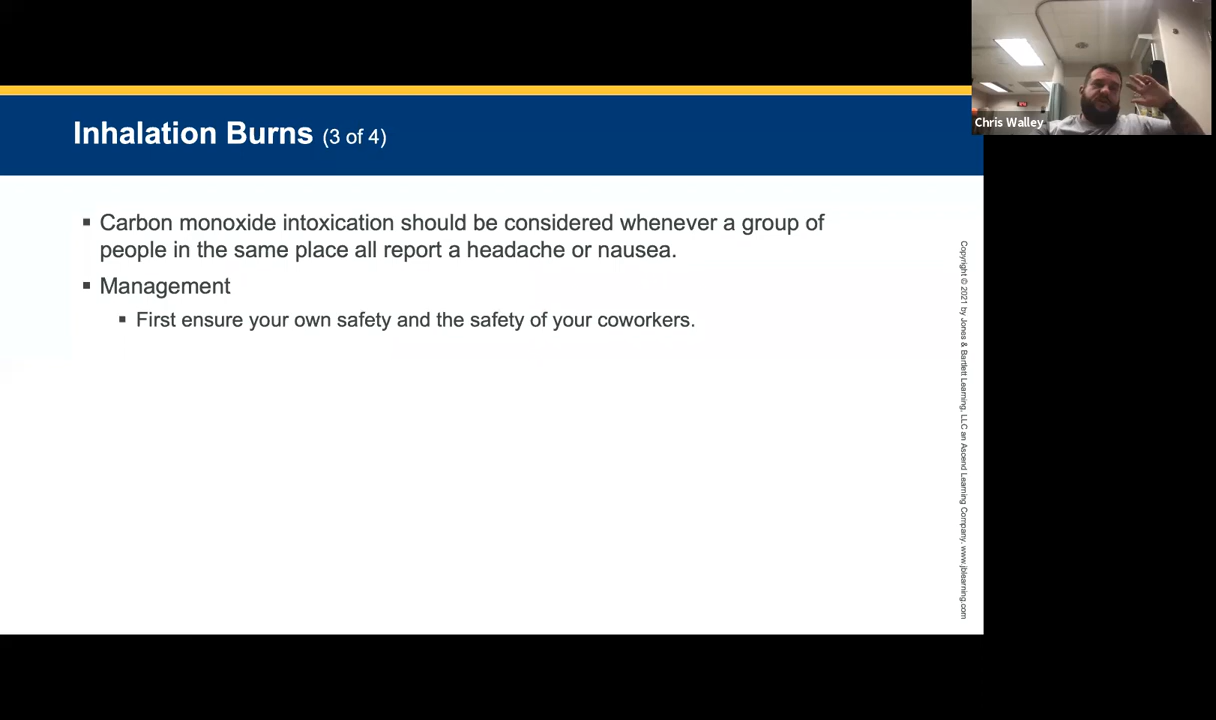 Inhalation Burns (3 of 4)
▪ Carbon monoxide intoxication should be considered whenever a group of
people in the same place all report a headache or nausea.
▪ Management
▪ First ensure your own safety and the safety of your coworkers.
Copyright © 2021 by Jones & Bartlett Learning, LLC an Ascend Learning Company. www.jblearning.com
Chris Walley